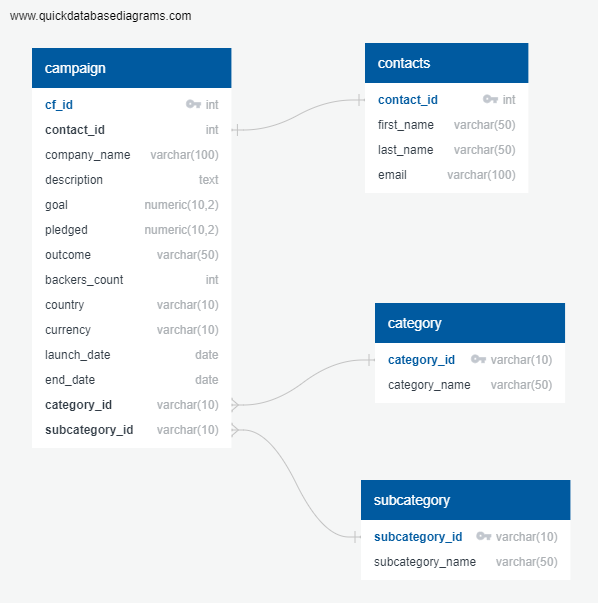 www.quickdatabasediagrams.com
campaign
cf_id int
contact_id int
company_name varchar(100)
description text
goal numeric(10,2)
pledged numeric(10,2)
outcome varchar(50)
backers_count int
country varchar(10)
currency varchar(10)
launch_date date
end_date date
category_id varchar(10)
subcategory_id varchar(10)
contacts
contact_id int
first_name varchar(50)
last_name varchar(50)
email varchar(100)
category
category_id varchar(10)
category_name varchar(50)
subcategory
subcategory_id varchar(10)
subcategory_name varchar(50)